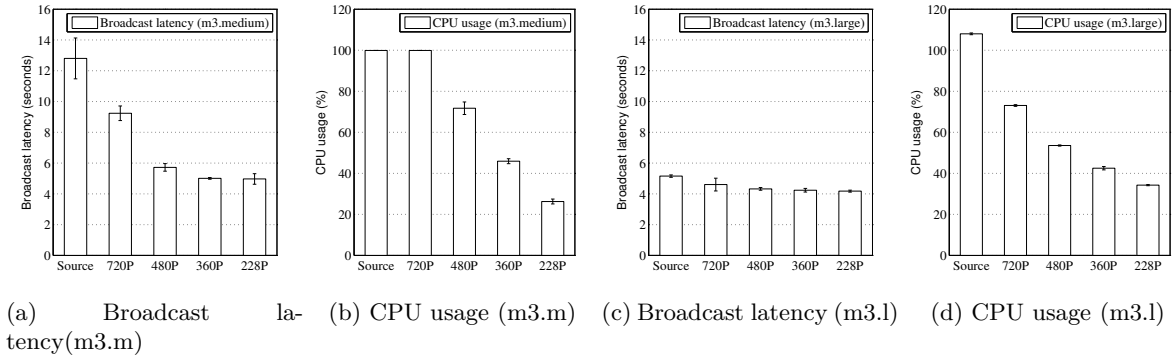 Broadcast latency (m3.medium)
Broadcast latency (seconds)
16
14
12
10
8
6
4
2
0
Source 720P 480P 360P 228P
CPU usage (m3.medium)
CPU usage (%)
120
100
80
60
40
20
0
Source 720P 480P 360P 228P
Broadcast latency (m3.large)
Broadcast latency (seconds)
16
14
12
10
8
6
4
2
0
Source 720P 480P 360P 228P
CPU usage (m3.large)
CPU usage (%)
120
100
80
60
40
20
0
Source 720P 480P 360P 228P
(a) Broadcast la-
tency(m3.m)
(b) CPU usage (m3.m)
(c) Broadcast latency (m3.l)
(d) CPU usage (m3.l)